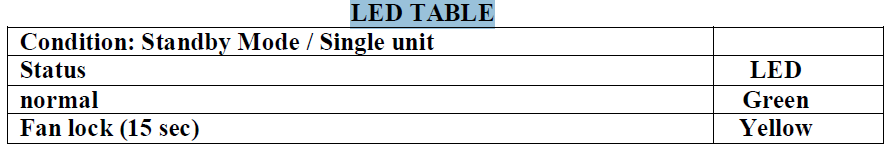 LED TABLE
Condition: Standby Mode / Single unit
Status LED
normal Green
Fan lock (15 sec) Yellow